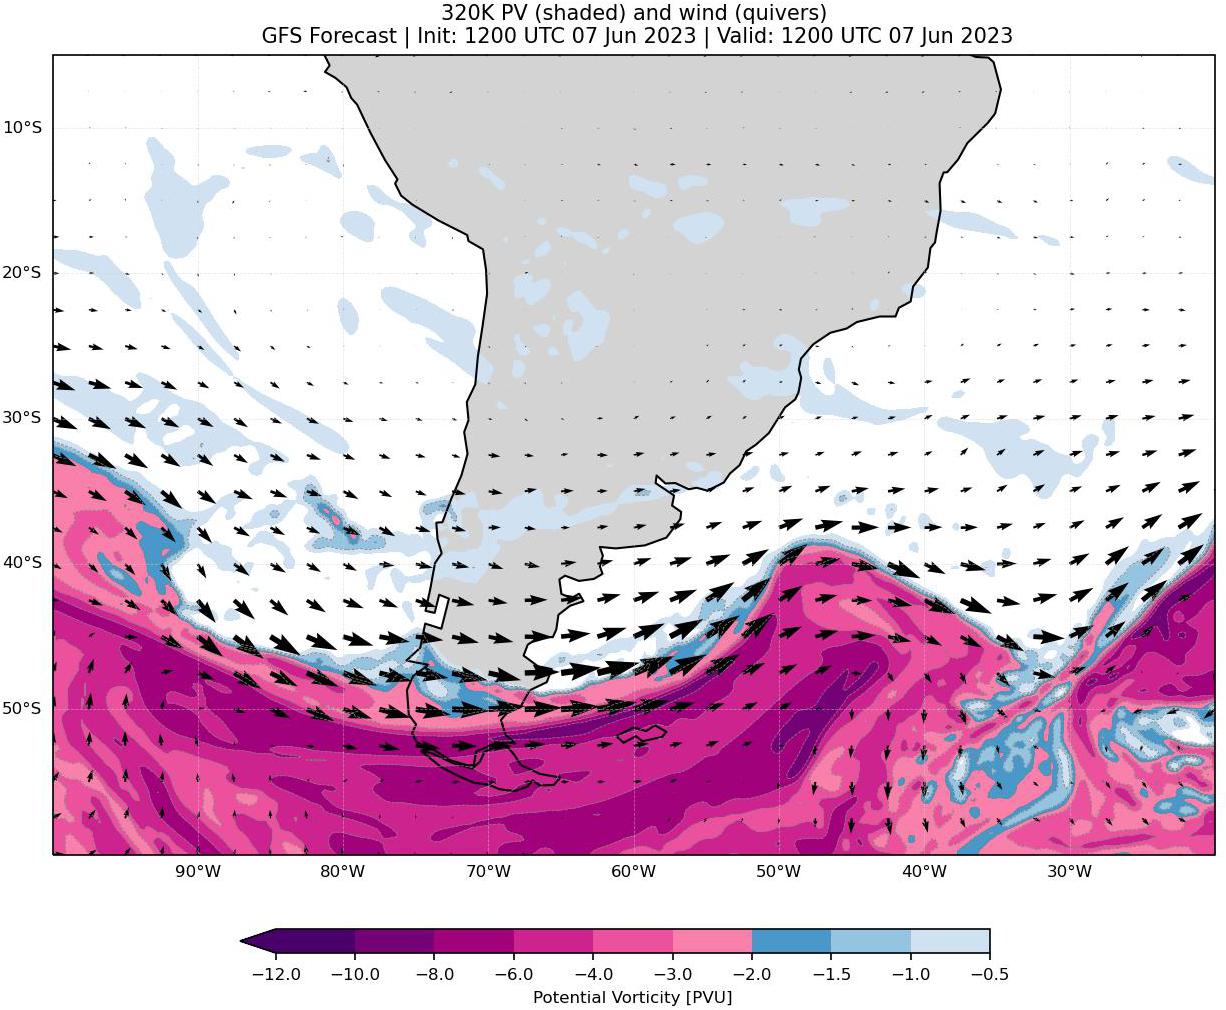 320K PV (shaded) and wind (quivers)
GFS Forecast | Init: 1200 UTC 07 Jun 2023 | Valid: 1200 UTC 07 Jun 2023
10°S
20°S
30°S
40°S
50°S
90°W 80°W 70°W 60°W 50°W 40°W 30°W
−12.0 −10.0 −8.0 −6.0 −4.0 −3.0 −2.0 −1.5 −1.0 −0.5
Potential Vorticity [PVU]